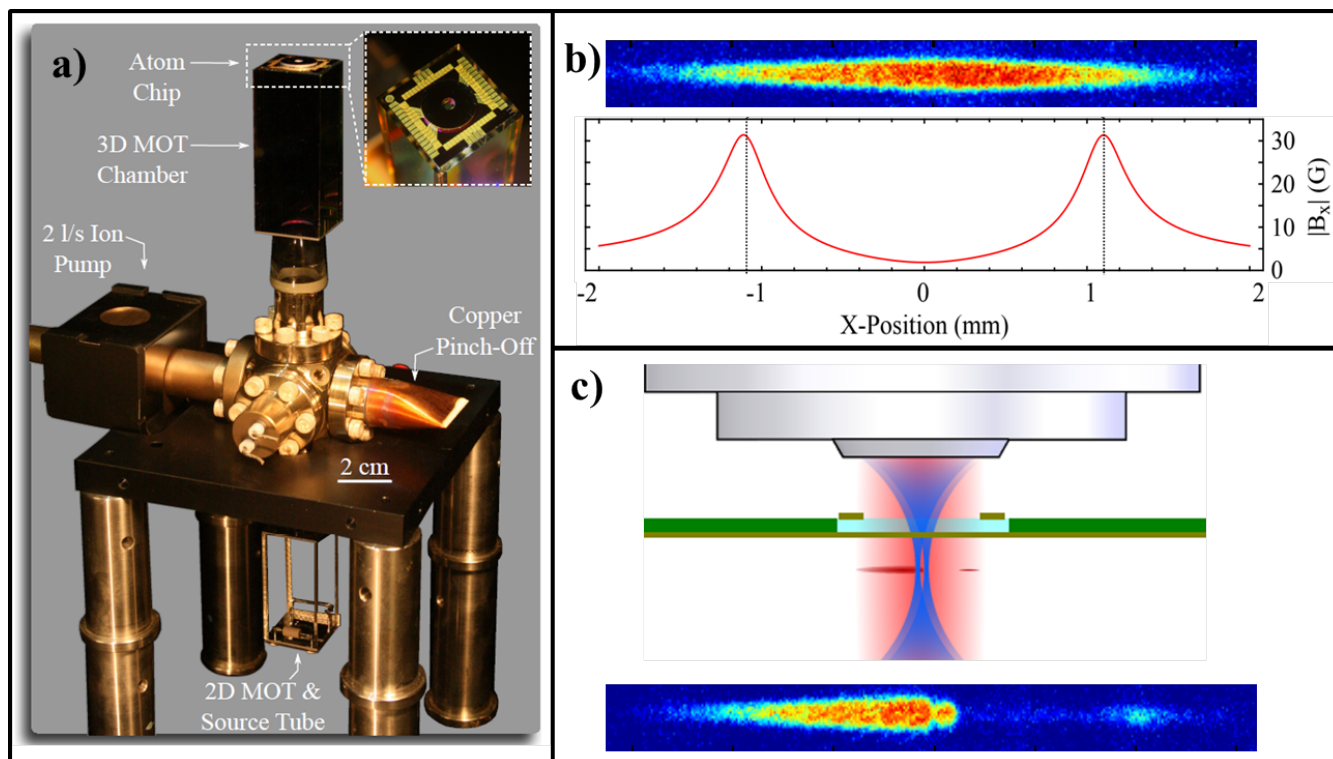 a)
Atom
Chip
3D MOT
Chamber
2 l/s Ion
Pump
Copper
Pinch-Off
2 cm
2D MOT &
Source Tube
b)
30
20
10
0
|Bₓ| (G)
-2 -1 0 1 2
X-Position (mm)
c)